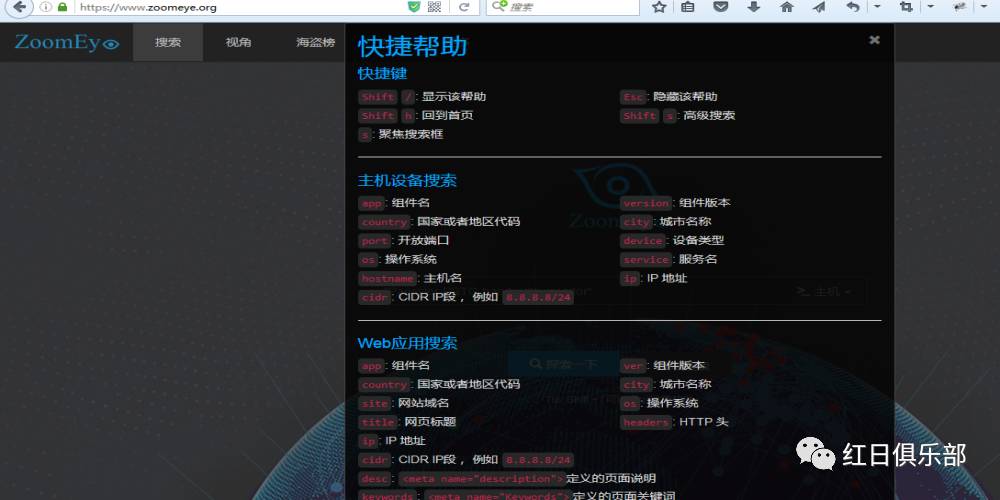 https://www.zoomeye.org
搜索
ZoomEye
搜索
视角
海盗榜
快捷帮助
快捷键
Shift /: 显示该帮助
Esc: 隐藏该帮助
Shift h: 回到首页
Shift s: 高级搜索
s: 聚焦搜索框
主机设备搜索
app: 组件名
version: 组件版本
country: 国家或者地区代码
city: 城市名称
port: 开放端口
device: 设备类型
os: 操作系统
service: 服务名
hostname: 主机名
ip: IP 地址
cidr: CIDR IP段， 例如 8.8.8.8/24
主机
Web应用搜索
app: 组件名
ver: 组件版本
探索一下
country: 国家或者地区代码
city: 城市名称
site: 网站域名
os: 操作系统
title: 网页标题
headers: HTTP 头
ip: IP 地址
cidr: CIDR IP段， 例如 8.8.8.8/24
desc: <meta name="description">定义的页面说明
keywords: <meta name="Keywords">定义的页面关键词
红日俱乐部